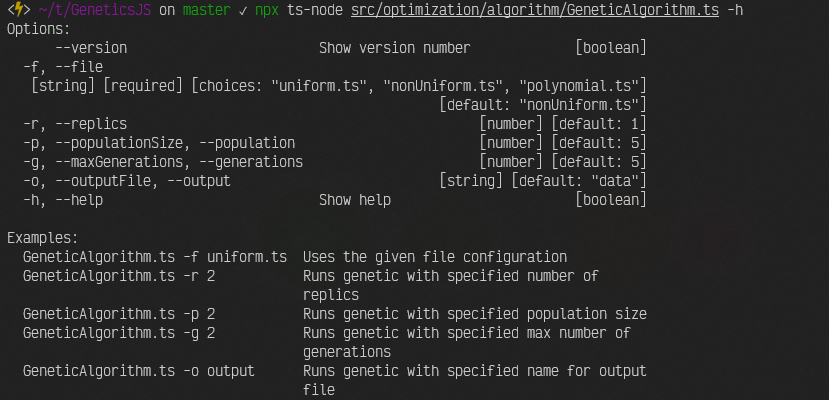 <⚡> ~/t/GeneticsJS on master ✓ npx ts-node src/optimization/algorithm/GeneticAlgorithm.ts -h
Options:
      --version                        Show version number             [boolean]
  -f, --file
   [string] [required] [choices: "uniform.ts", "nonUniform.ts", "polynomial.ts"]
                                                      [default: "nonUniform.ts"]
  -r, --replics                                            [number] [default: 1]
  -p, --populationSize, --population                       [number] [default: 5]
  -g, --maxGenerations, --generations                      [number] [default: 5]
  -o, --outputFile, --output                          [string] [default: "data"]
  -h, --help                           Show help                       [boolean]

Examples:
  GeneticAlgorithm.ts -f uniform.ts  Uses the given file configuration
  GeneticAlgorithm.ts -r 2           Runs genetic with specified number of
                                     replics
  GeneticAlgorithm.ts -p 2           Runs genetic with specified population size
  GeneticAlgorithm.ts -g 2           Runs genetic with specified max number of
                                     generations
  GeneticAlgorithm.ts -o output      Runs genetic with specified name for output
                                     file